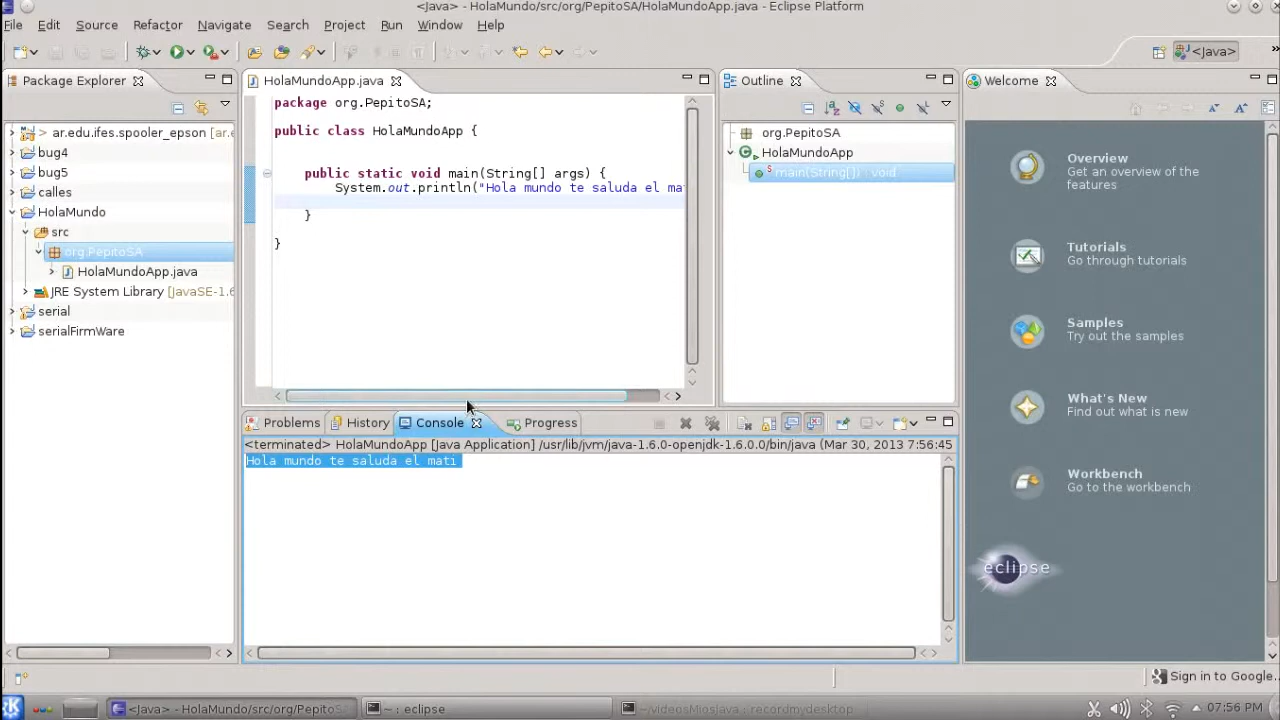 <Java> - HolaMundo/src/org/PepitoSA/HolaMundoApp.java - Eclipse Platform
File Edit Source Refactor Navigate Search Project Run Window Help
<Java>
Package Explorer
ar.edu.ifes.spooler_epson [ar.e
bug4
bug5
calles
HolaMundo
src
org.PepitoSA
HolaMundoApp.java
JRE System Library [JavaSE-1.6
serial
serialFirmWare
HolaMundoApp.java
package org.PepitoSA;
public class HolaMundoApp {
public static void main(String[] args) {
System.out.println("Hola mundo te saluda el mat
}
}
Outline
org.PepitoSA
HolaMundoApp
main(String[]) : void
Welcome
Overview
Get an overview of the
features
Tutorials
Go through tutorials
Samples
Try out the samples
What's New
Find out what is new
Workbench
Go to the workbench
eclipse
Problems History Console Progress
<terminated> HolaMundoApp [Java Application] /usr/lib/jvm/java-1.6.0-openjdk-1.6.0.0/bin/java (Mar 30, 2013 7:56:45
Hola mundo te saluda el mati
Sign in to Google...
<Java> - HolaMundo/src/org/PepitoS
~ : eclipse
~/videosMiosJava : recordmydesktop
07:56 PM